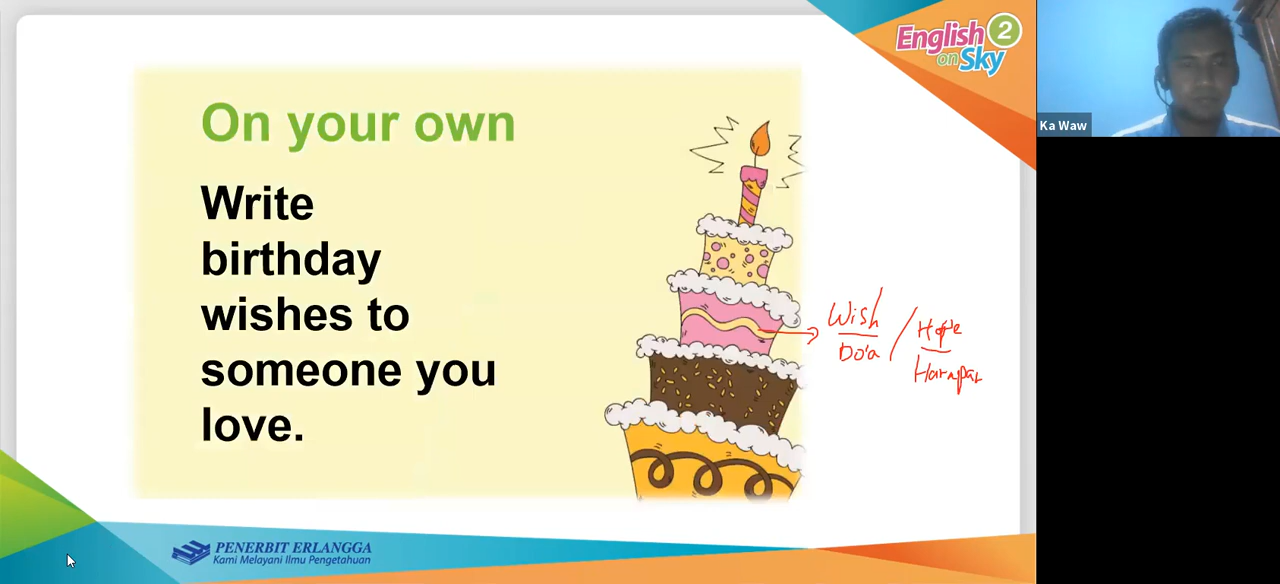 English 2
on Sky
On your own
Write
birthday
wishes to
someone you
love.
Wish / Hope
Do'a Harapan
PENERBIT ERLANGGA
Kami Melayani Ilmu Pengetahuan
Ka Waw